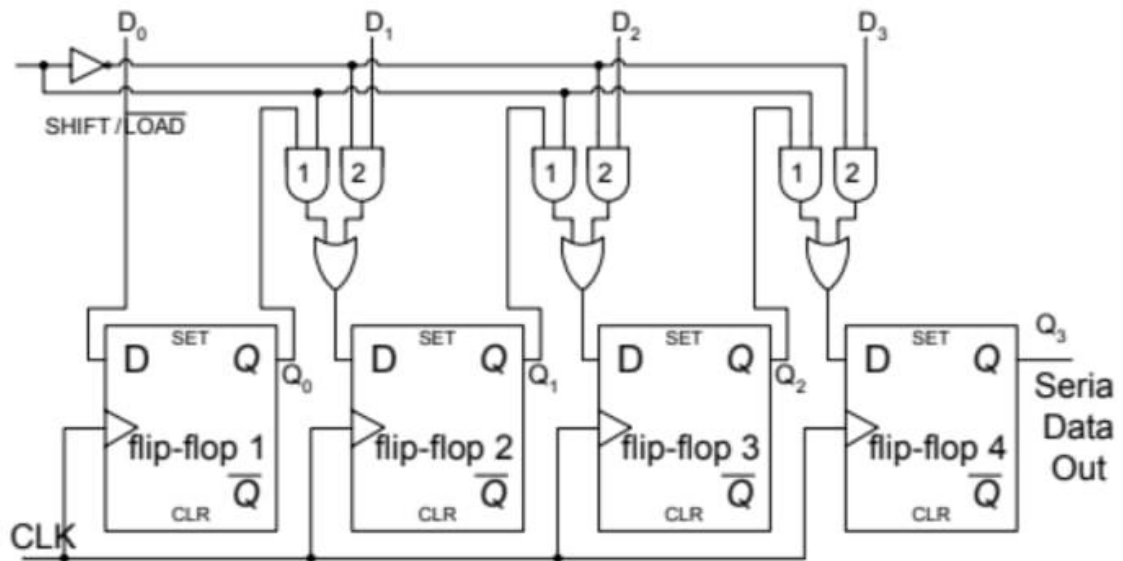 D₀ D₁ D₂ D₃
SHIFT/L̅O̅A̅D̅
1 2 1 2 1 2
SET SET SET SET Q₃
D Q D Q D Q D Q
Q₀ Q₁ Q₂
Seria
Data
Out
flip-flop 1 flip-flop 2 flip-flop 3 flip-flop 4
Q̅ Q̅ Q̅ Q̅
CLR CLR CLR CLR
CLK